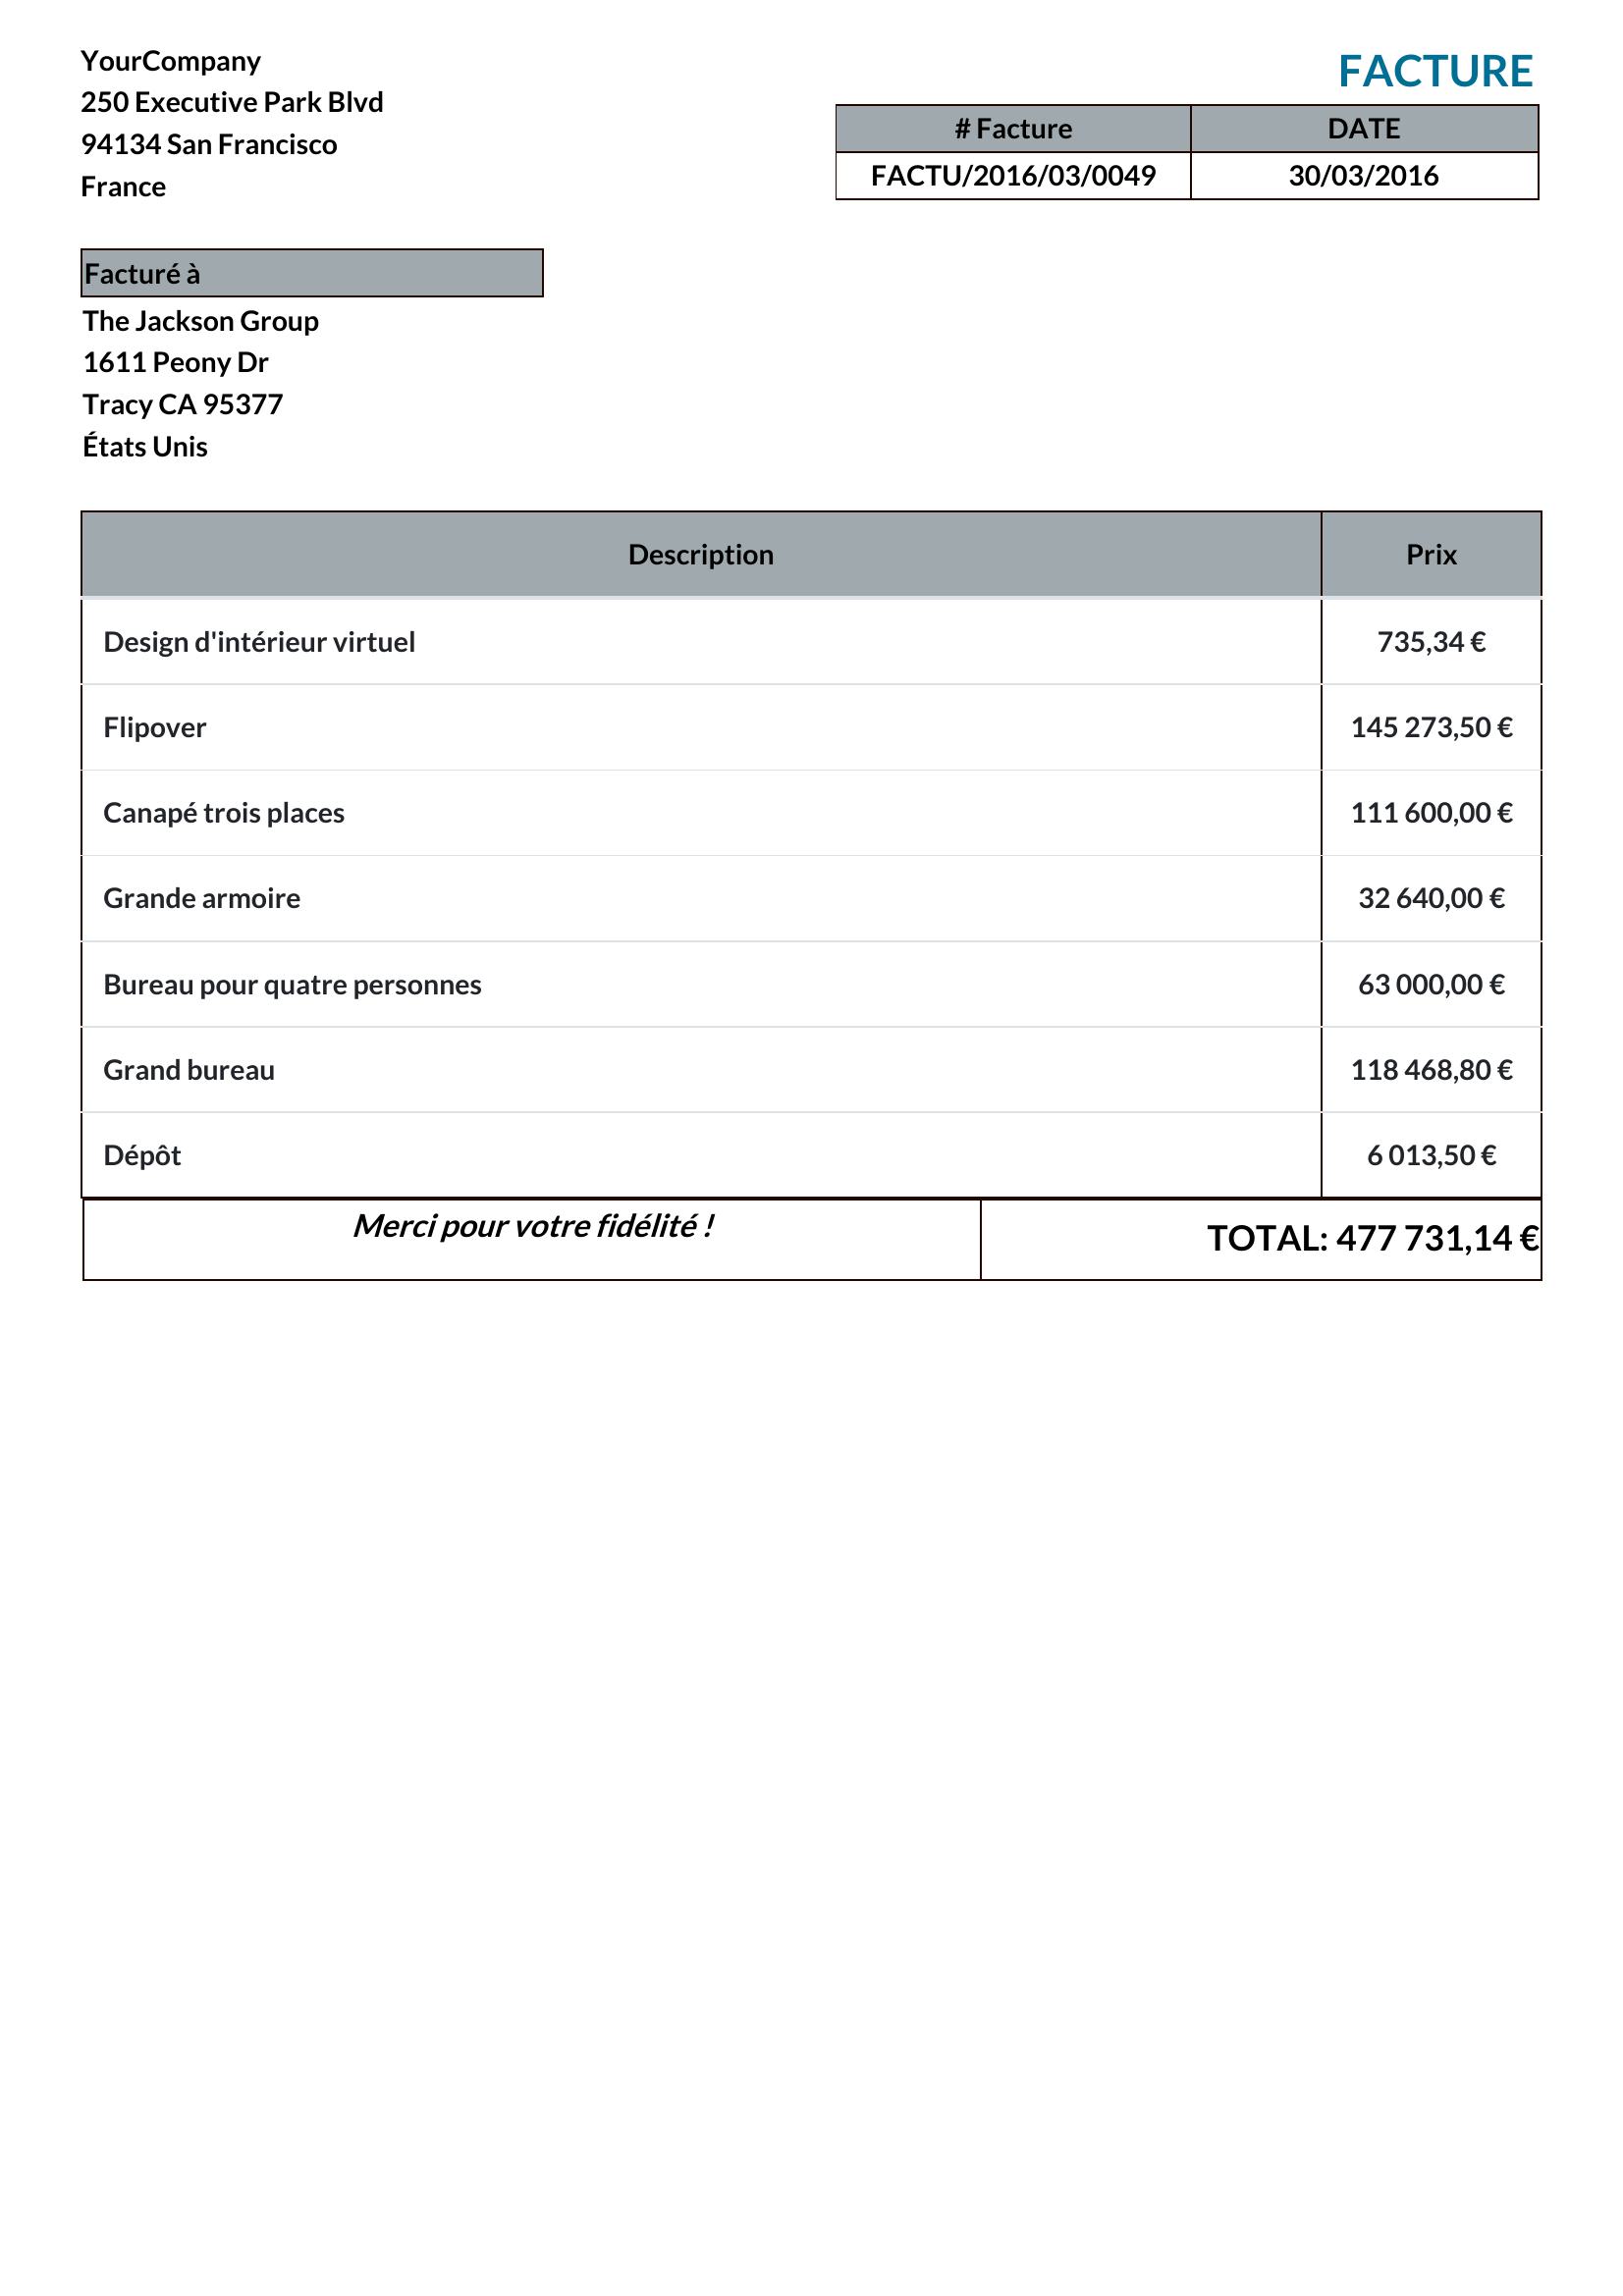 YourCompany
250 Executive Park Blvd
94134 San Francisco
France
FACTURE
# Facture DATE
FACTU/2016/03/0049 30/03/2016
Facturé à
The Jackson Group
1611 Peony Dr
Tracy CA 95377
États Unis
Description Prix
Design d'intérieur virtuel 735,34 €
Flipover 145 273,50 €
Canapé trois places 111 600,00 €
Grande armoire 32 640,00 €
Bureau pour quatre personnes 63 000,00 €
Grand bureau 118 468,80 €
Dépôt 6 013,50 €
Merci pour votre fidélité !
TOTAL: 477 731,14 €